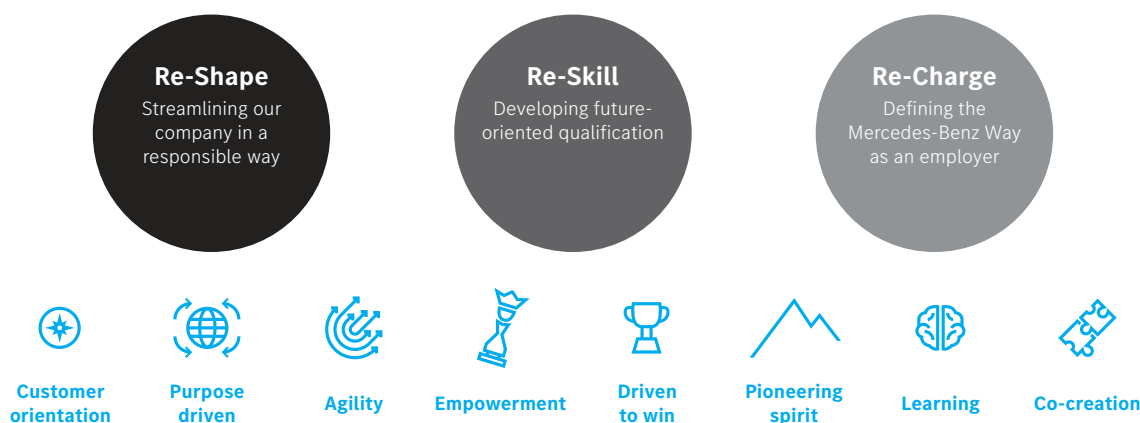 Re-Shape
Streamlining our
company in a
responsible way
Re-Skill
Developing future-
oriented qualification
Re-Charge
Defining the
Mercedes-Benz Way
as an employer
Customer
orientation
Purpose
driven
Agility
Empowerment
Driven
to win
Pioneering
spirit
Learning
Co-creation